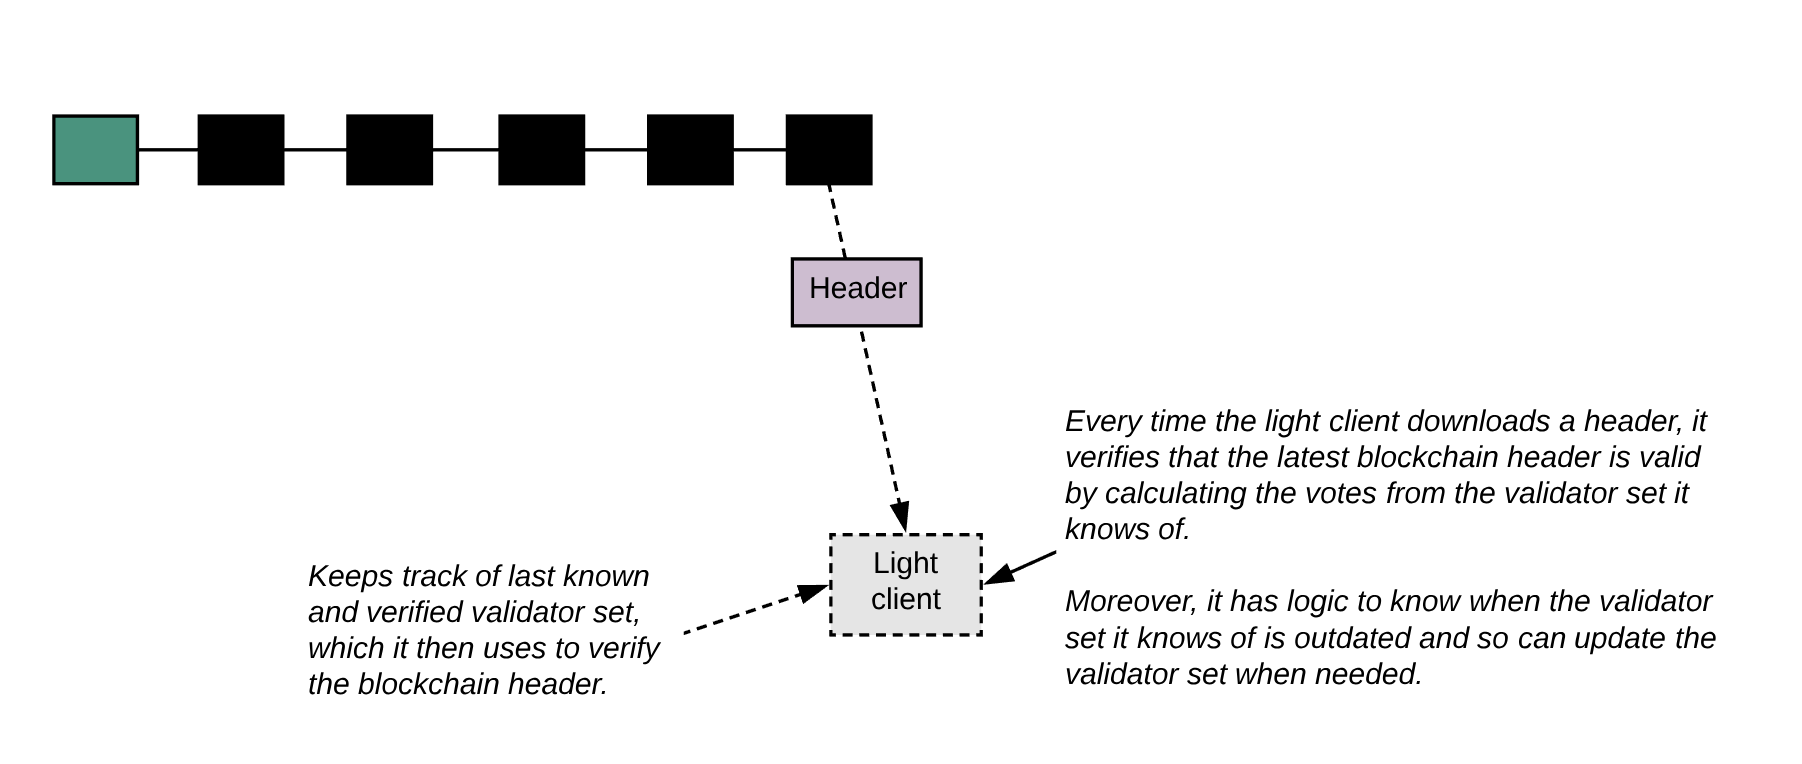 Header
Every time the light client downloads a header, it
verifies that the latest blockchain header is valid
by calculating the votes from the validator set it
knows of.
Moreover, it has logic to know when the validator
set it knows of is outdated and so can update the
validator set when needed.
Light
client
Keeps track of last known
and verified validator set,
which it then uses to verify
the blockchain header.